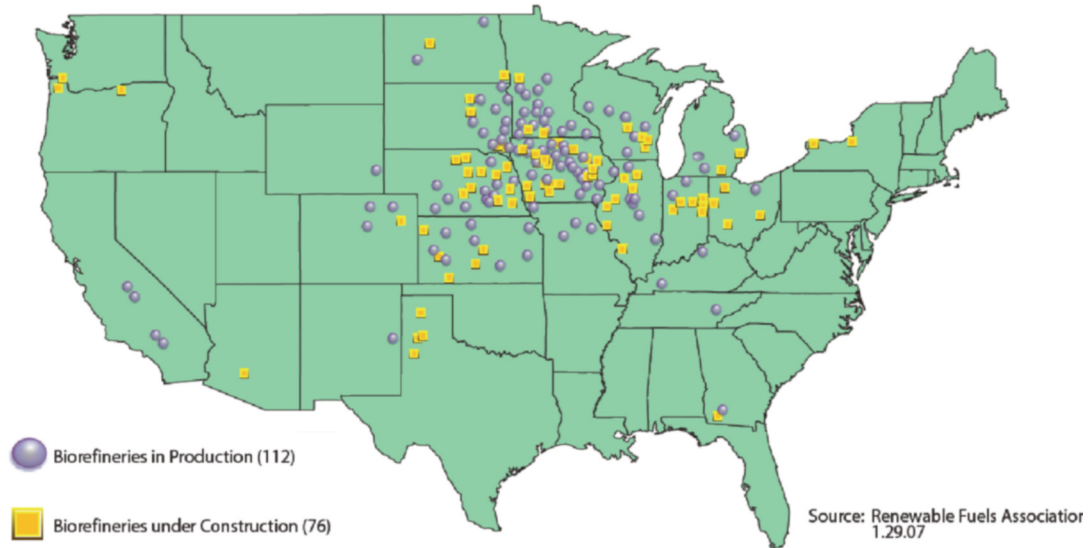 Biorefineries in Production (112)
Biorefineries under Construction (76)
Source: Renewable Fuels Association
1.29.07